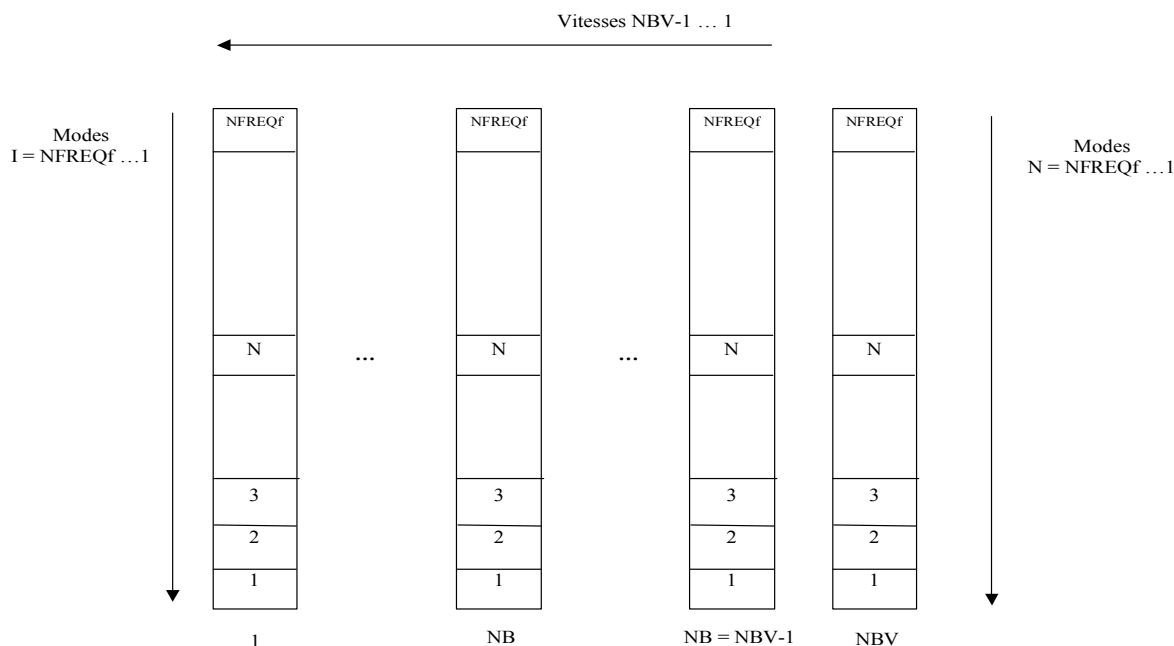 Vitesses NBV-1 … 1
NFREQf NFREQf NFREQf NFREQf
Modes
I = NFREQf …1
Modes
N = NFREQf …1
N ... N ... N N
3 3 3 3
2 2 2 2
1 1 1 1
1 NB NB = NBV-1 NBV